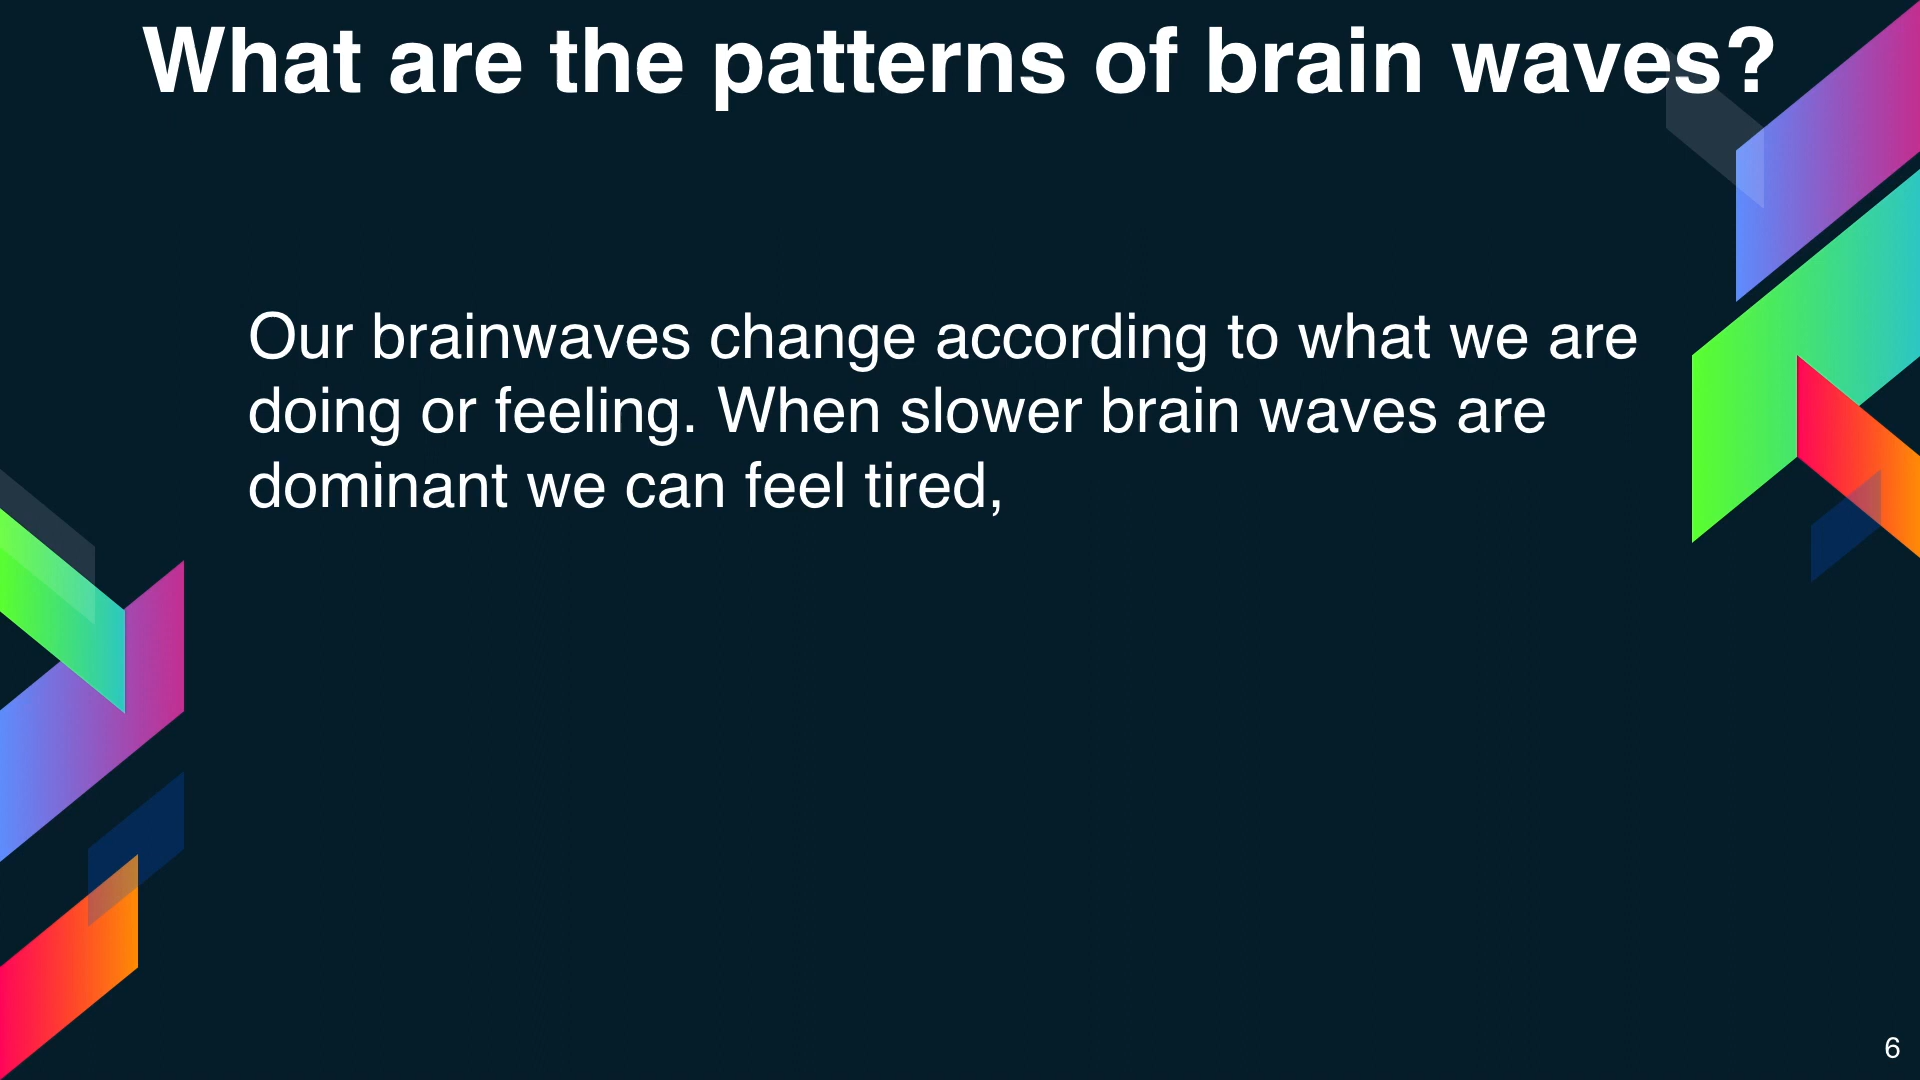 What are the patterns of brain waves?
Our brainwaves change according to what we are
doing or feeling. When slower brain waves are
dominant we can feel tired,
6